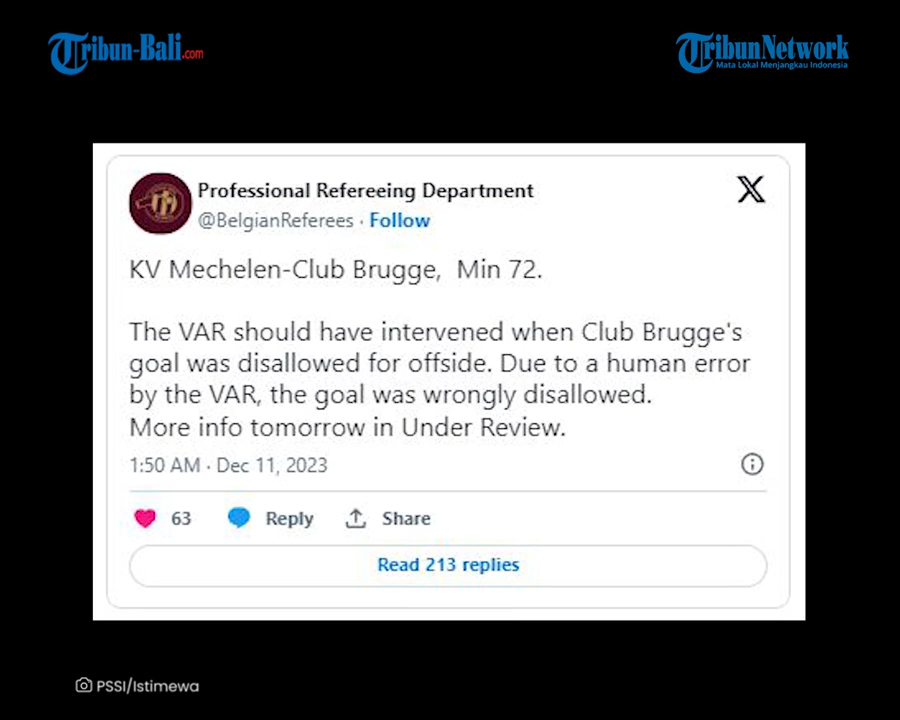 Tribun-Bali.com
TribunNetwork
Mata Lokal Menjangkau Indonesia
Professional Refereeing Department
X
@BelgianReferees · Follow
KV Mechelen-Club Brugge,  Min 72.
The VAR should have intervened when Club Brugge's
goal was disallowed for offside. Due to a human error
by the VAR, the goal was wrongly disallowed.
More info tomorrow in Under Review.
1:50 AM · Dec 11, 2023
63 Reply Share
Read 213 replies
PSSI/Istimewa